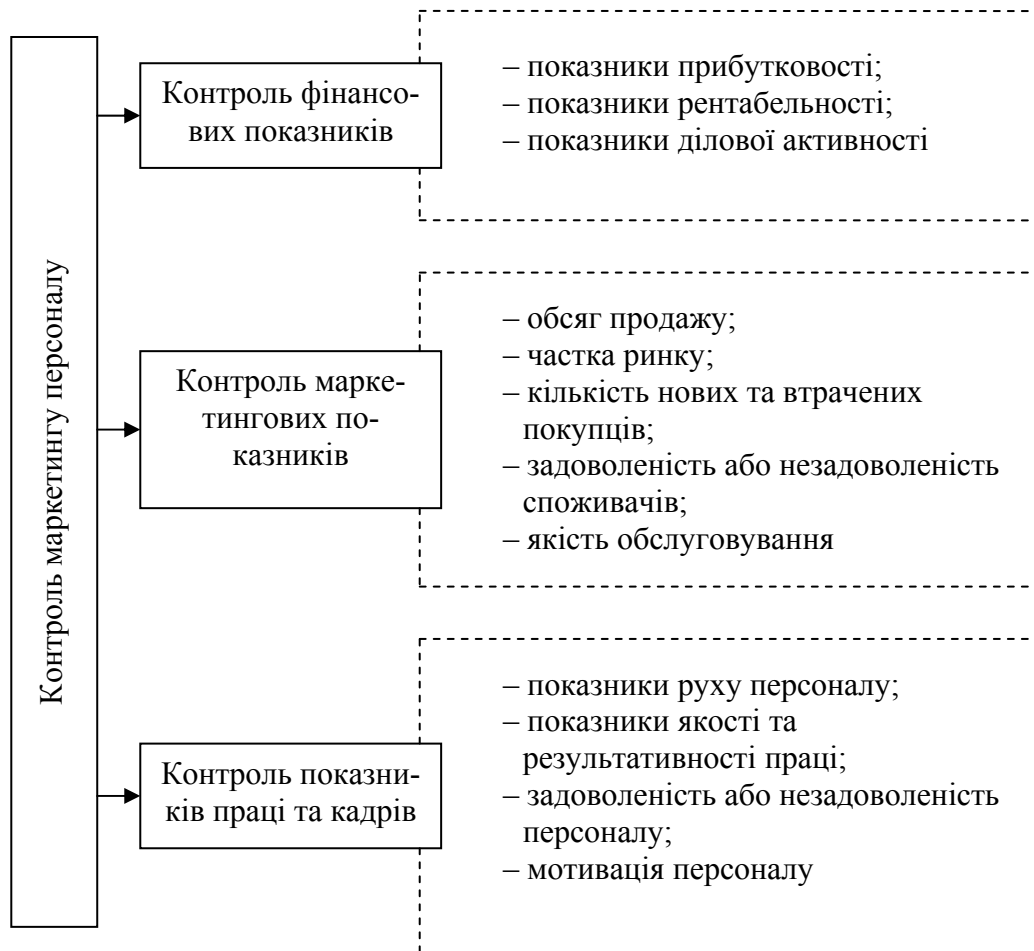 Контроль маркетингу персоналу
Контроль фінансо-
вих показників
– показники прибутковості;
– показники рентабельності;
– показники ділової активності
Контроль марке-
тингових по-
казників
– обсяг продажу;
– частка ринку;
– кількість нових та втрачених
покупців;
– задоволеність або незадоволеність
споживачів;
– якість обслуговування
Контроль показни-
ків праці та кадрів
– показники руху персоналу;
– показники якості та
результативності праці;
– задоволеність або незадоволеність
персоналу;
– мотивація персоналу